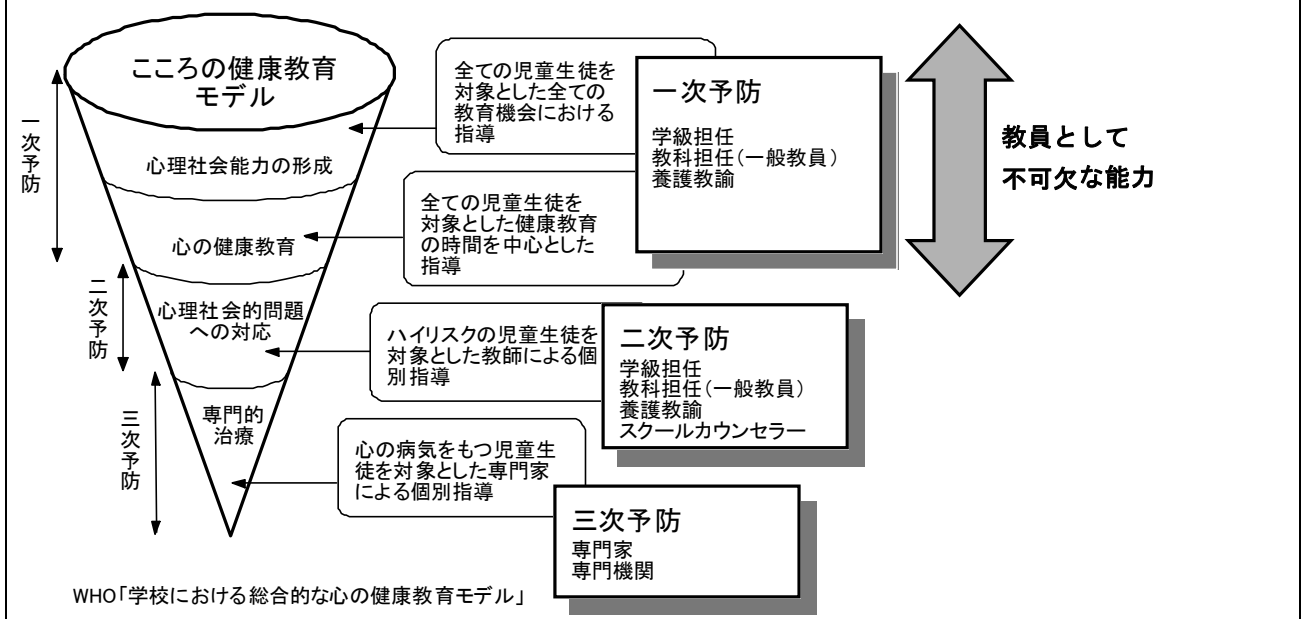 こころの健康教育
モデル
一次予防
心理社会能力の形成
心の健康教育
二次予防
心理社会的問題
への対応
三次予防
専門的
治療
全ての児童生徒を
対象とした全ての
教育機会における
指導
全ての児童生徒を
対象とした健康教育
の時間を中心とした
指導
ハイリスクの児童生徒を
対象とした教師による個
別指導
心の病気をもつ児童生
徒を対象とした専門家
による個別指導
一次予防
学級担任
教科担任(一般教員)
養護教諭
二次予防
学級担任
教科担任(一般教員)
養護教諭
スクールカウンセラー
三次予防
専門家
専門機関
教員として
不可欠な能力
WHO「学校における総合的な心の健康教育モデル」